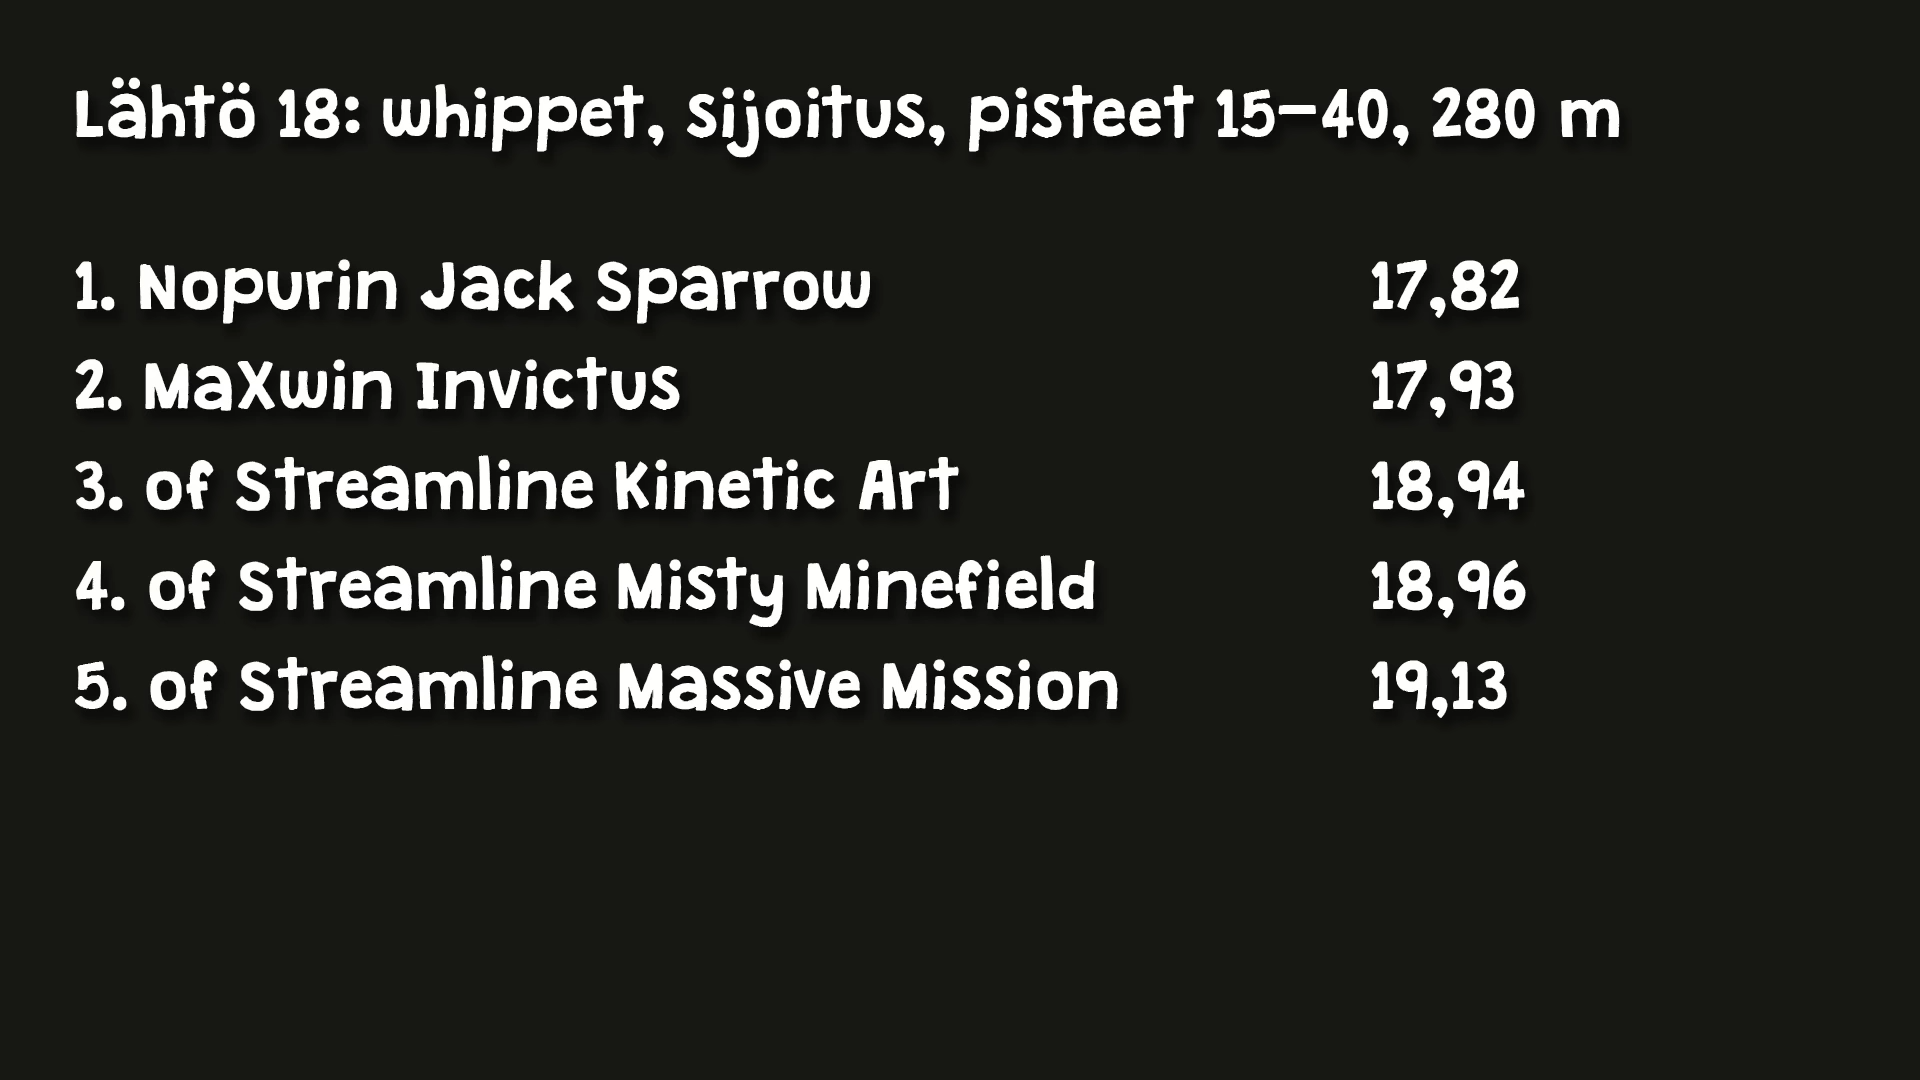 Lähtö 18: whippet, sijoitus, pisteet 15–40, 280 m
1. Nopurin Jack Sparrow 17,82
2. MaXwin Invictus 17,93
3. of Streamline Kinetic Art 18,94
4. of Streamline Misty Minefield 18,96
5. of Streamline Massive Mission 19,13